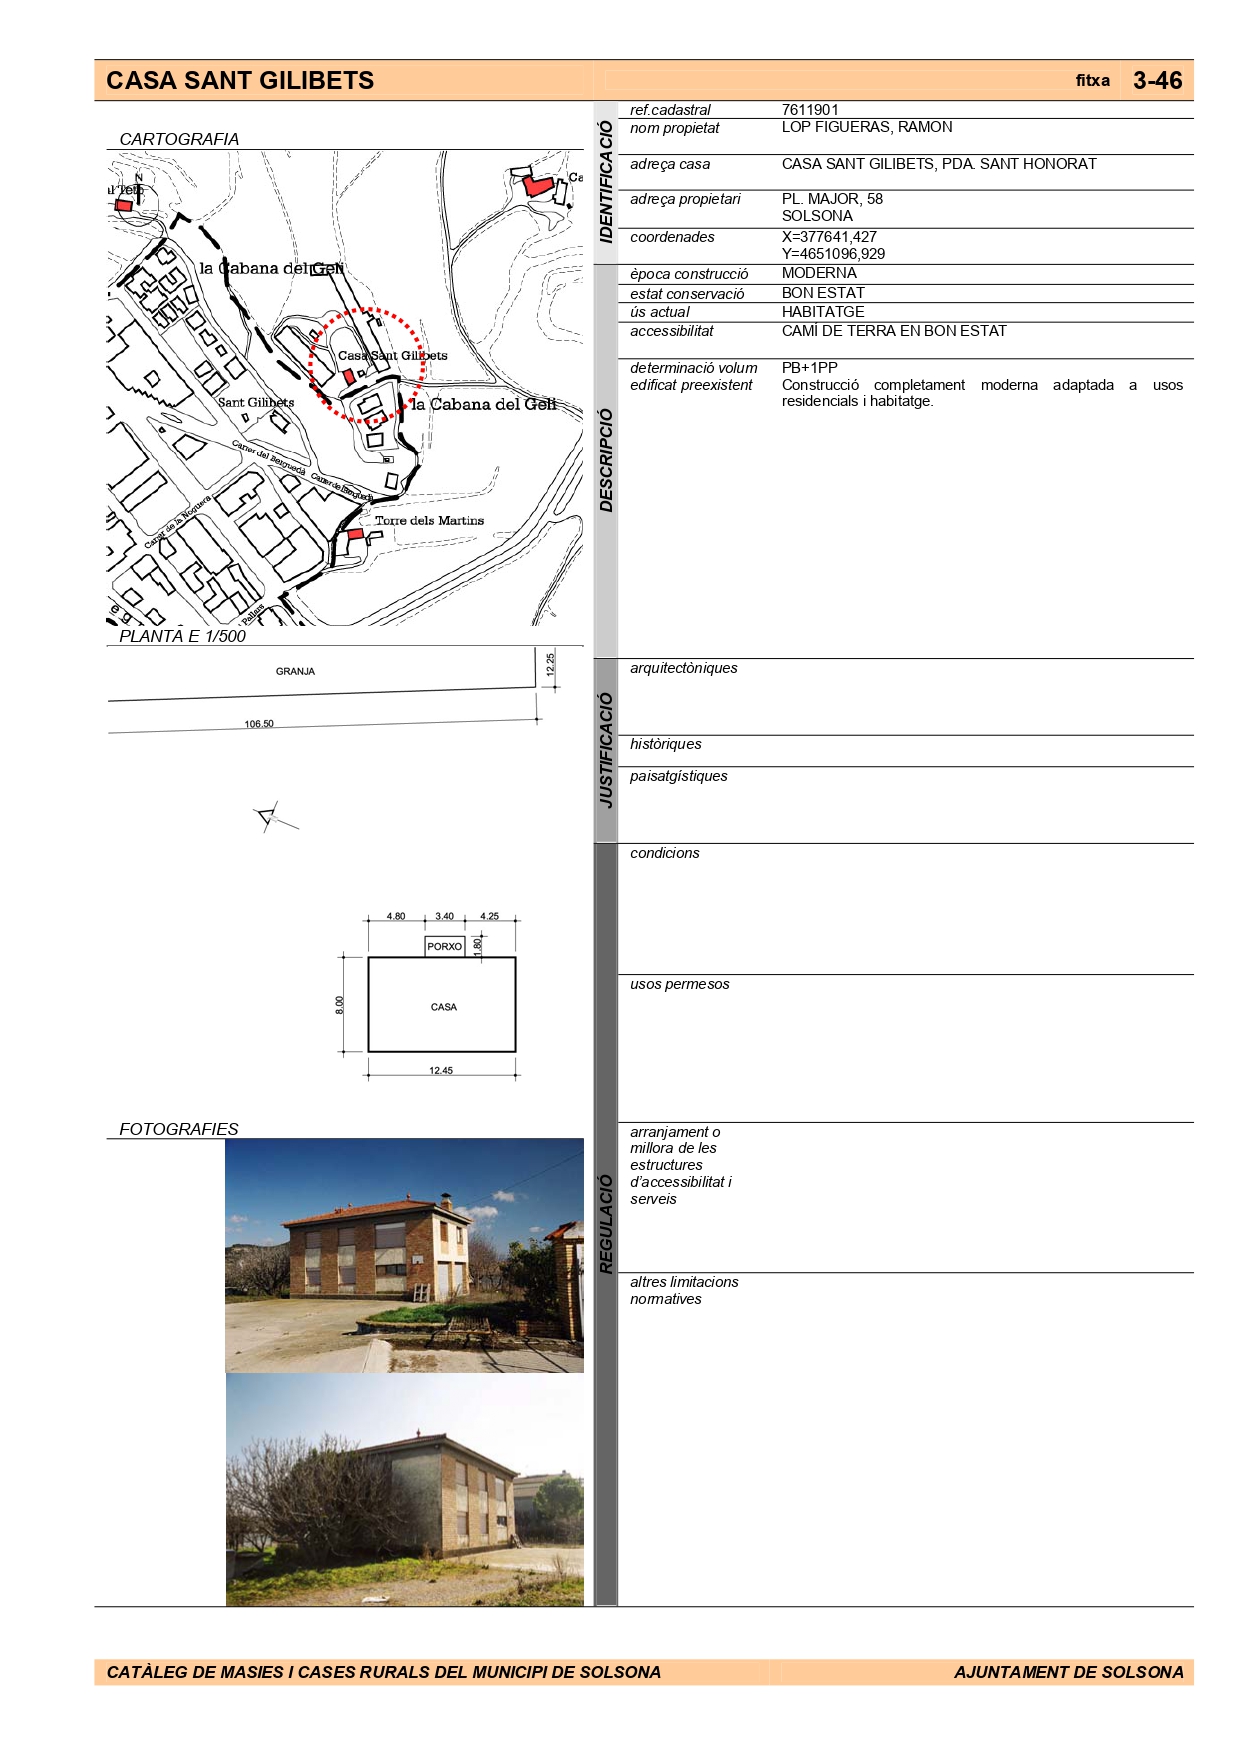 CASA SANT GILIBETS
fitxa 3-46
CARTOGRAFIA
N
la Cabana del Geli
Casa Sant Gilibets
Sant Gilibets
la Cabana del Geli
Carrer del Berguedà
Carrer de Berguedà
Carrer de la Noguera
Torre dels Martins
Pallars
PLANTA E 1/500
GRANJA
12.25
106.50
4.80 3.40 4.25
PORXO
1.80
8.00
CASA
12.45
FOTOGRAFIES
IDENTIFICACIÓ
ref.cadastral 7611901
nom propietat LOP FIGUERAS, RAMON
adreça casa CASA SANT GILIBETS, PDA. SANT HONORAT
adreça propietari PL. MAJOR, 58
SOLSONA
coordenades X=377641,427
Y=4651096,929
DESCRIPCIÓ
època construcció MODERNA
estat conservació BON ESTAT
ús actual HABITATGE
accessibilitat CAMÍ DE TERRA EN BON ESTAT
determinació volum PB+1PP
edificat preexistent Construcció completament moderna adaptada a usos
residencials i habitatge.
JUSTIFICACIÓ
arquitectòniques
històriques
paisatgístiques
REGULACIÓ
condicions
usos permesos
arranjament o
millora de les
estructures
d'accessibilitat i
serveis
altres limitacions
normatives
CATÀLEG DE MASIES I CASES RURALS DEL MUNICIPI DE SOLSONA
AJUNTAMENT DE SOLSONA